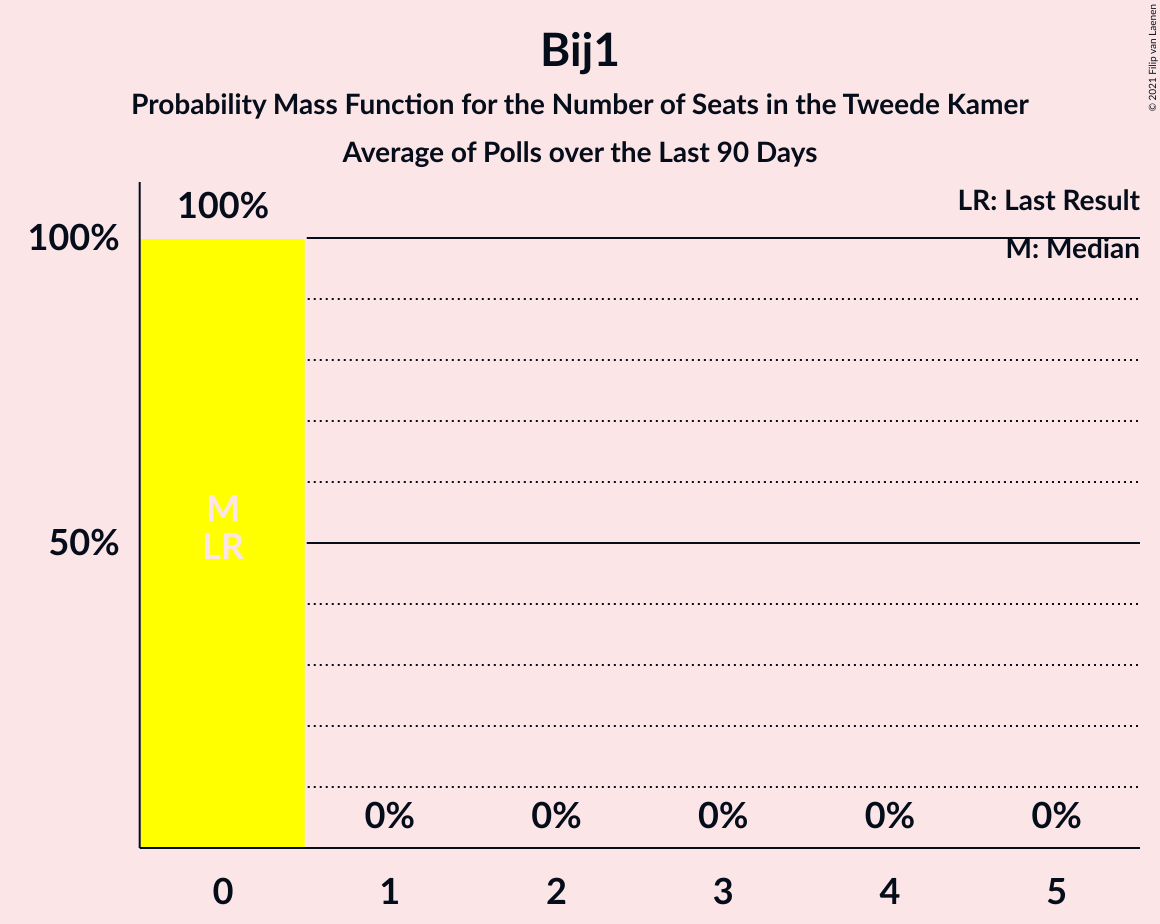 Bij1
Probability Mass Function for the Number of Seats in the Tweede Kamer
Average of Polls over the Last 90 Days
© 2021 Filip van Laenen
LR: Last Result
M: Median
100%
100%
50%
M
LR
0% 0% 0% 0% 0%
0 1 2 3 4 5